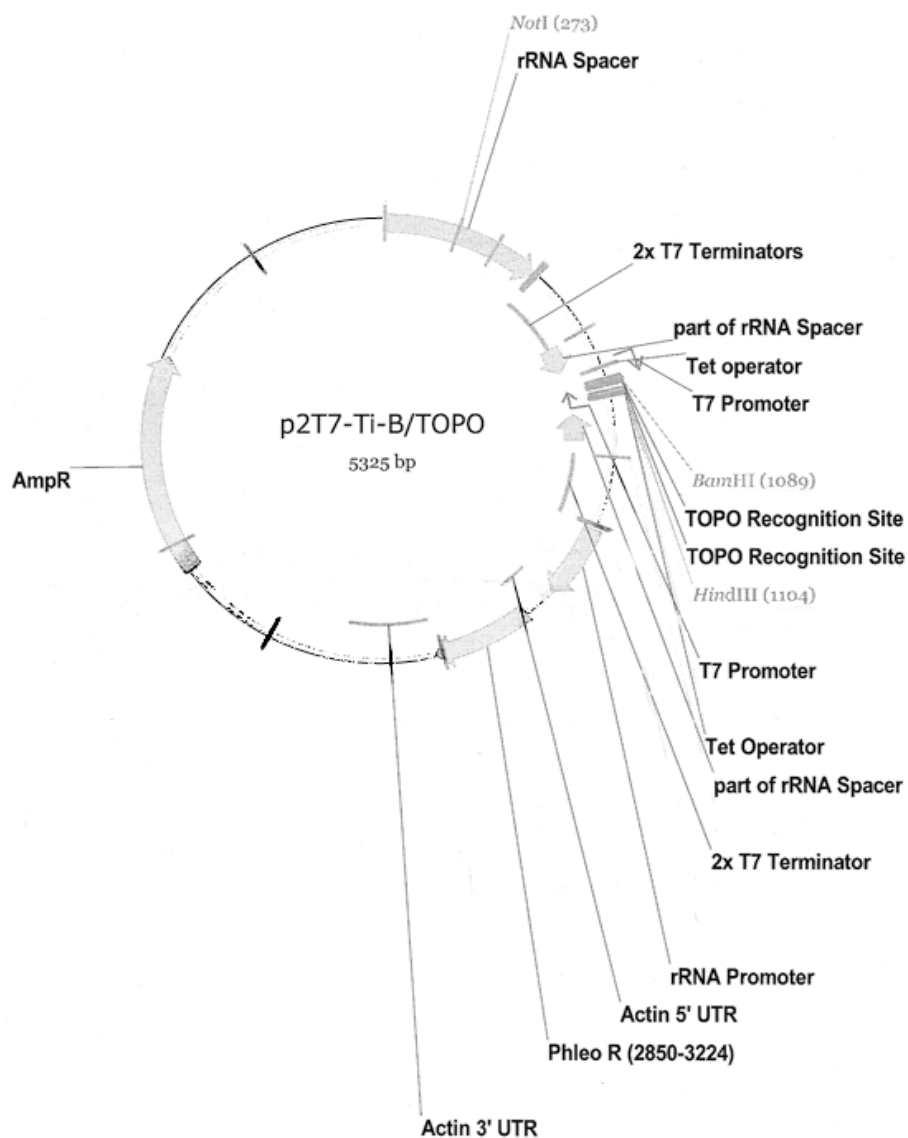 NotI (273)
rRNA Spacer
2x T7 Terminators
part of rRNA Spacer
Tet operator
T7 Promoter
p2T7-Ti-B/TOPO
5325 bp
AmpR
BamHI (1089)
TOPO Recognition Site
TOPO Recognition Site
HindIII (1104)
T7 Promoter
Tet Operator
part of rRNA Spacer
2x T7 Terminator
rRNA Promoter
Actin 5' UTR
Phleo R (2850-3224)
Actin 3' UTR